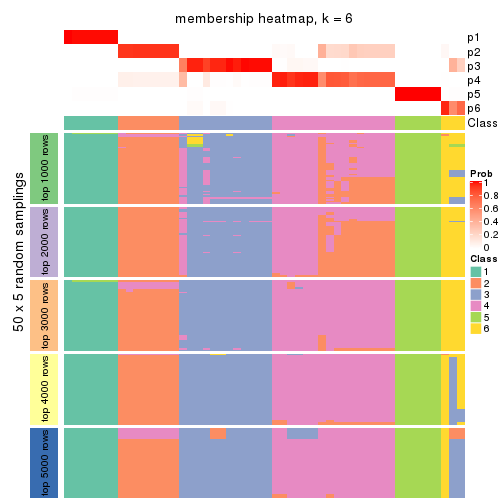 membership heatmap, k = 6
p1
p2
p3
p4
p5
p6
Class
50 x 5 random samplings
top 1000 rows
top 2000 rows
top 3000 rows
top 4000 rows
top 5000 rows
Prob
1
0.8
0.6
0.4
0.2
0
Class
1
2
3
4
5
6